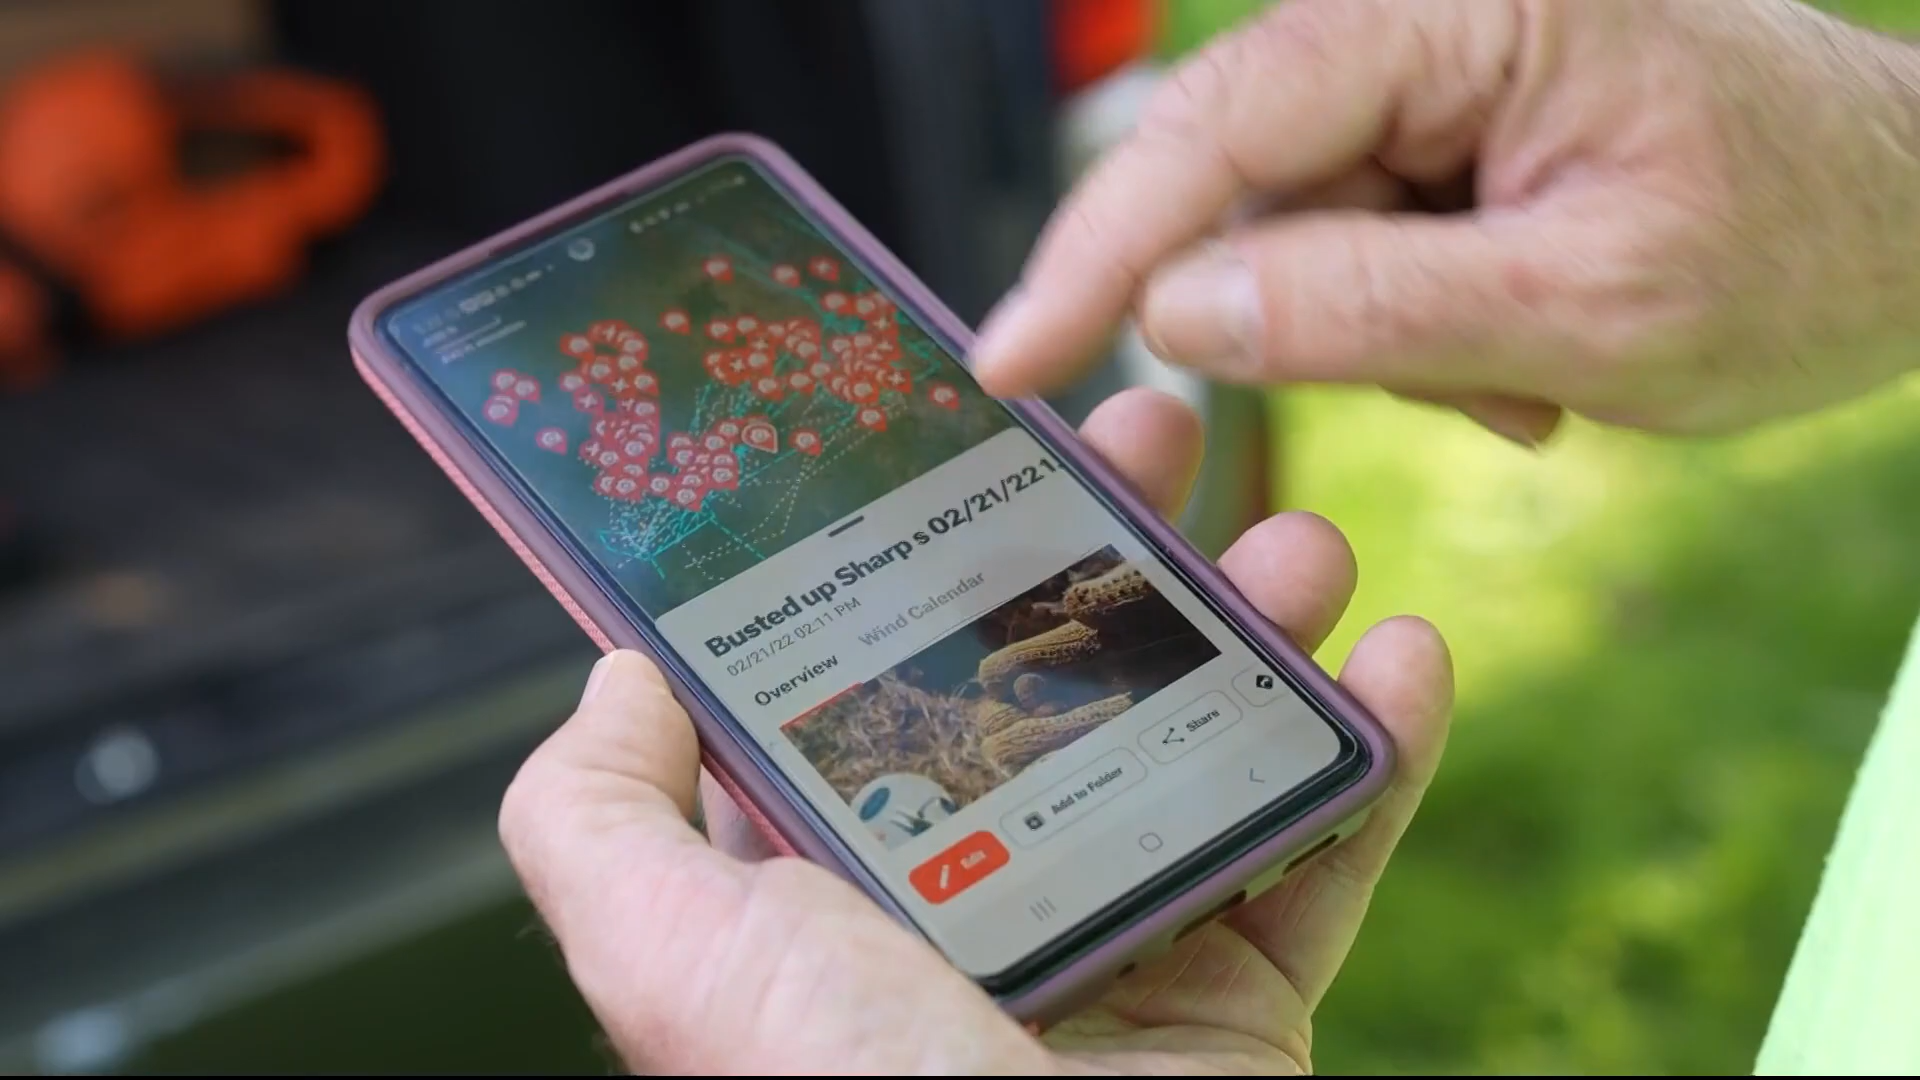 Busted up Sharp s 02/21/22 1
02/21/22 02:11 PM
Overview Wind Calendar
Edit Add to Folder Share